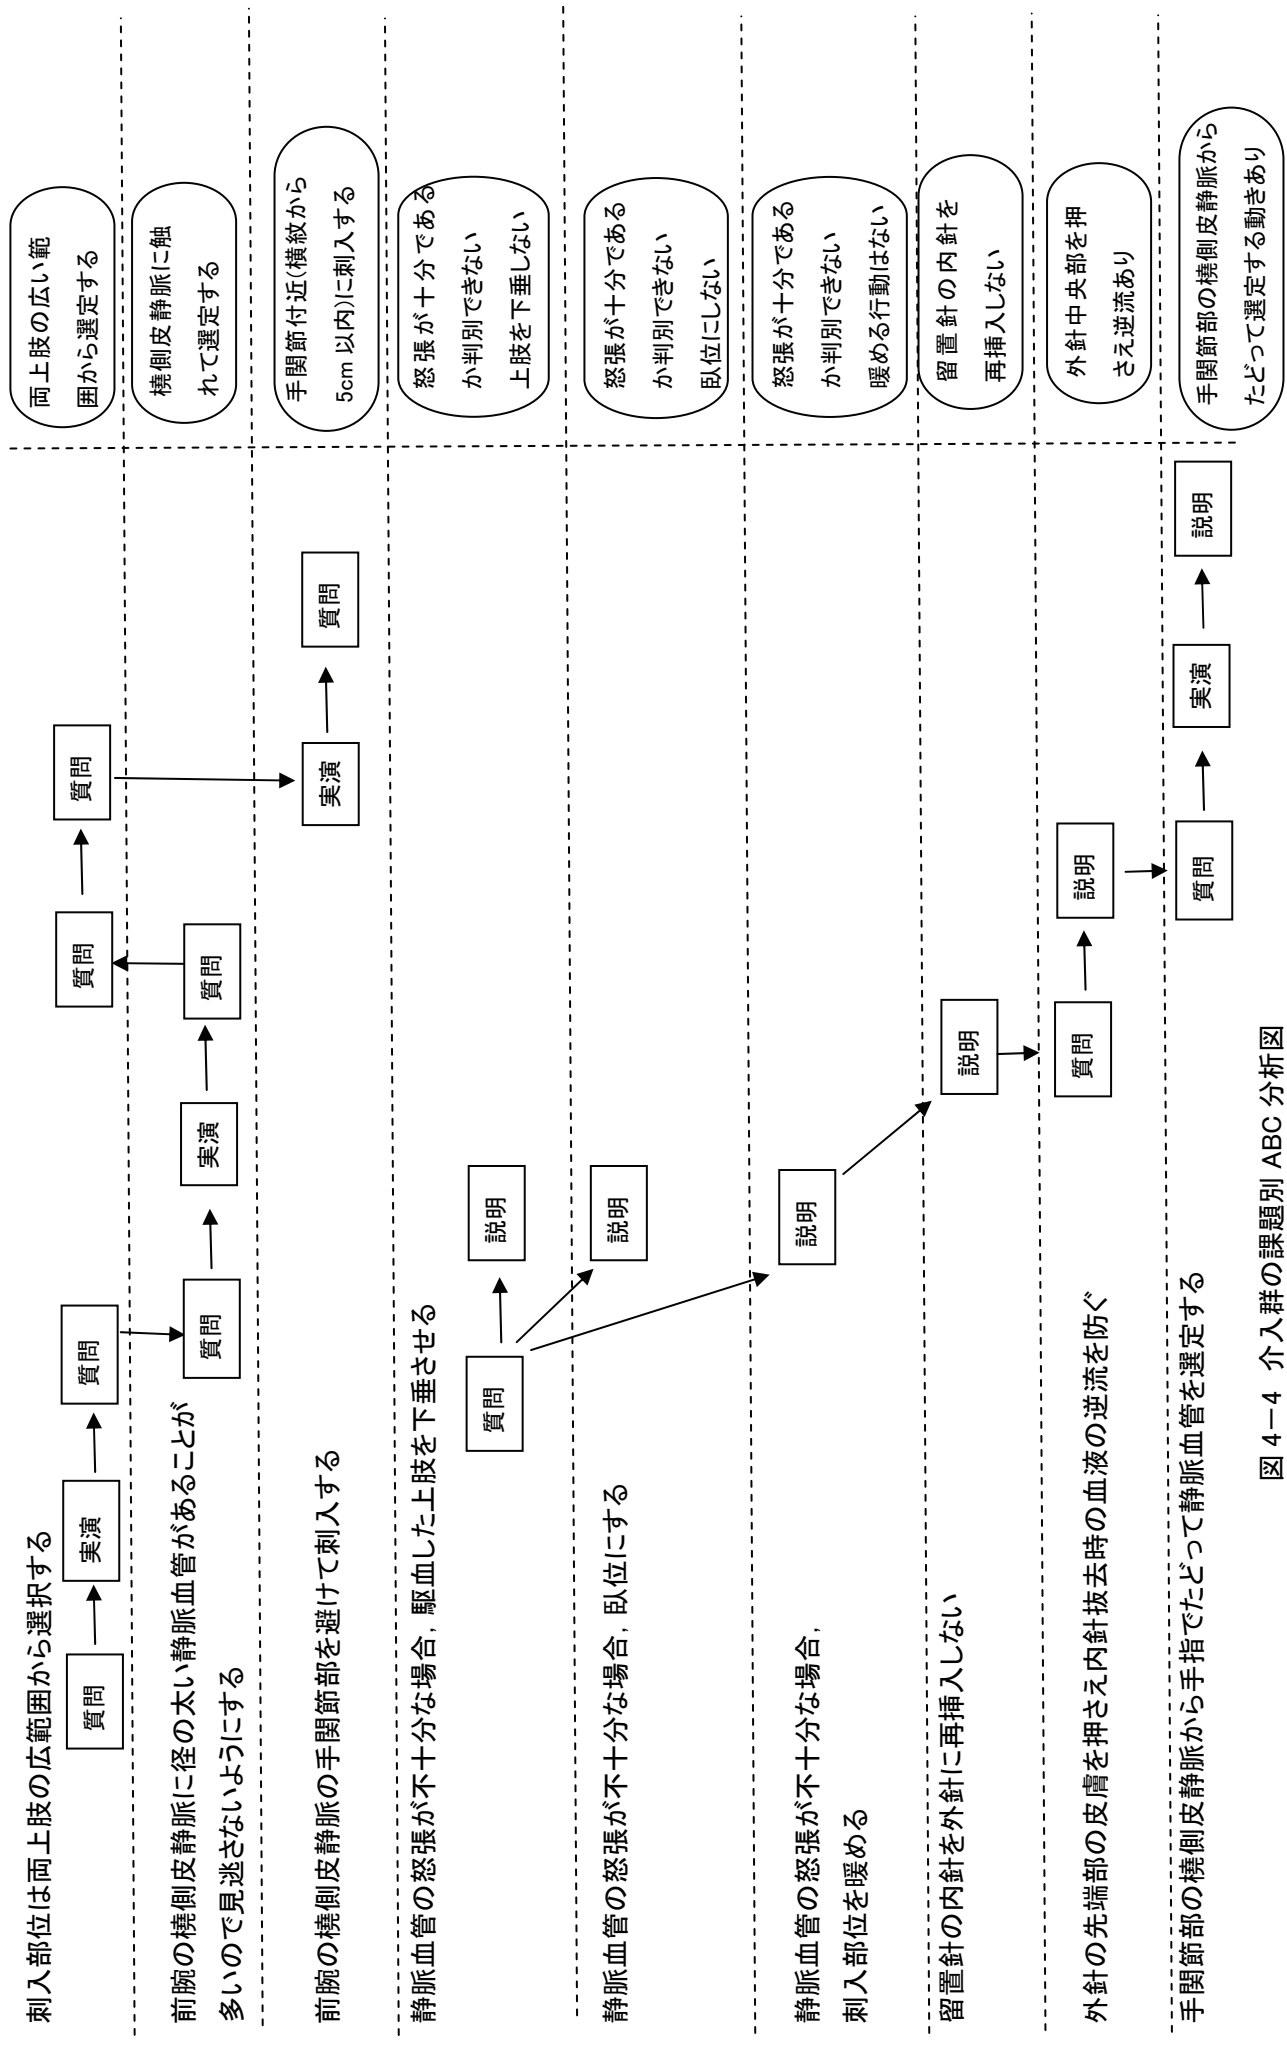 刺入部位は両上肢の広範囲から選択する
質問
実演
質問
質問
質問
両上肢の広い範
囲から選定する
前腕の橈側皮静脈に径の太い静脈血管があることが
多いので見逃さないようにする
質問
実演
質問
橈側皮静脈に触
れて選定する
前腕の橈側皮静脈の手関節部を避けて刺入する
実演
質問
手関節付近(横紋から
5cm 以内)に刺入する
静脈血管の怒張が不十分な場合，駆血した上肢を下垂させる
質問
説明
怒張が十分である
か判別できない
上肢を下垂しない
静脈血管の怒張が不十分な場合，臥位にする
説明
怒張が十分である
か判別できない
臥位にしない
静脈血管の怒張が不十分な場合，
刺入部位を暖める
説明
怒張が十分である
か判別できない
暖める行動はない
留置針の内針を外針に再挿入しない
説明
留置針の内針を
再挿入しない
外針の先端部の皮膚を押さえ内針抜去時の血液の逆流を防ぐ
質問
説明
外針中央部を押
さえ逆流あり
手関節部の橈側皮静脈から手指でたどって静脈血管を選定する
質問
実演
説明
手関節部の橈側皮静脈から
たどって選定する動きあり
図 4－4 介入群の課題別 ABC 分析図